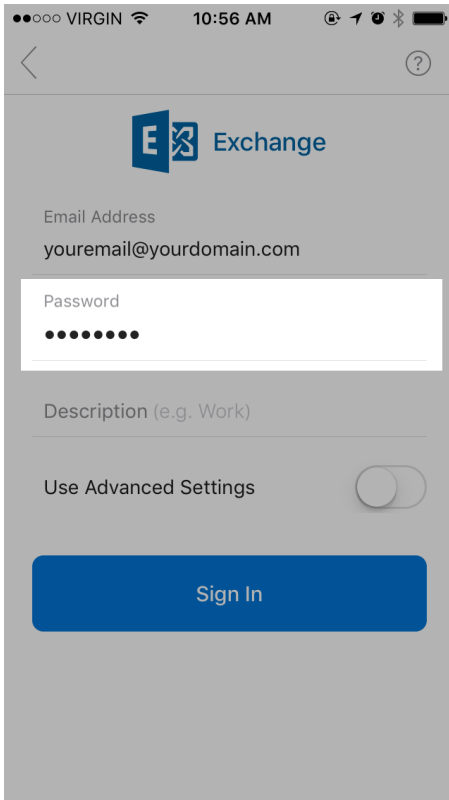 VIRGIN 10:56 AM
?
E Exchange
Email Address
youremail@yourdomain.com
Password
••••••••
Description (e.g. Work)
Use Advanced Settings
Sign In